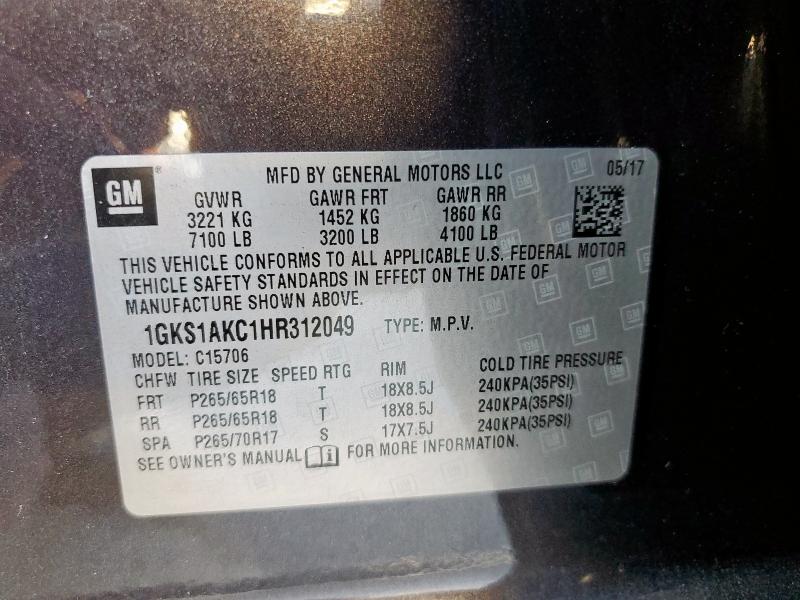 GM
MFD BY GENERAL MOTORS LLC 05/17
GVWR GAWR FRT GAWR RR
3221 KG 1452 KG 1860 KG
7100 LB 3200 LB 4100 LB
THIS VEHICLE CONFORMS TO ALL APPLICABLE U.S. FEDERAL MOTOR
VEHICLE SAFETY STANDARDS IN EFFECT ON THE DATE OF
MANUFACTURE SHOWN ABOVE.
1GKS1AKC1HR312049 TYPE: M.P.V.
MODEL: C15706
CHFW TIRE SIZE SPEED RTG RIM COLD TIRE PRESSURE
FRT P265/65R18 T 18X8.5J 240KPA(35PSI)
RR P265/65R18 T 18X8.5J 240KPA(35PSI)
SPA P265/70R17 S 17X7.5J 240KPA(35PSI)
SEE OWNER'S MANUAL i FOR MORE INFORMATION.